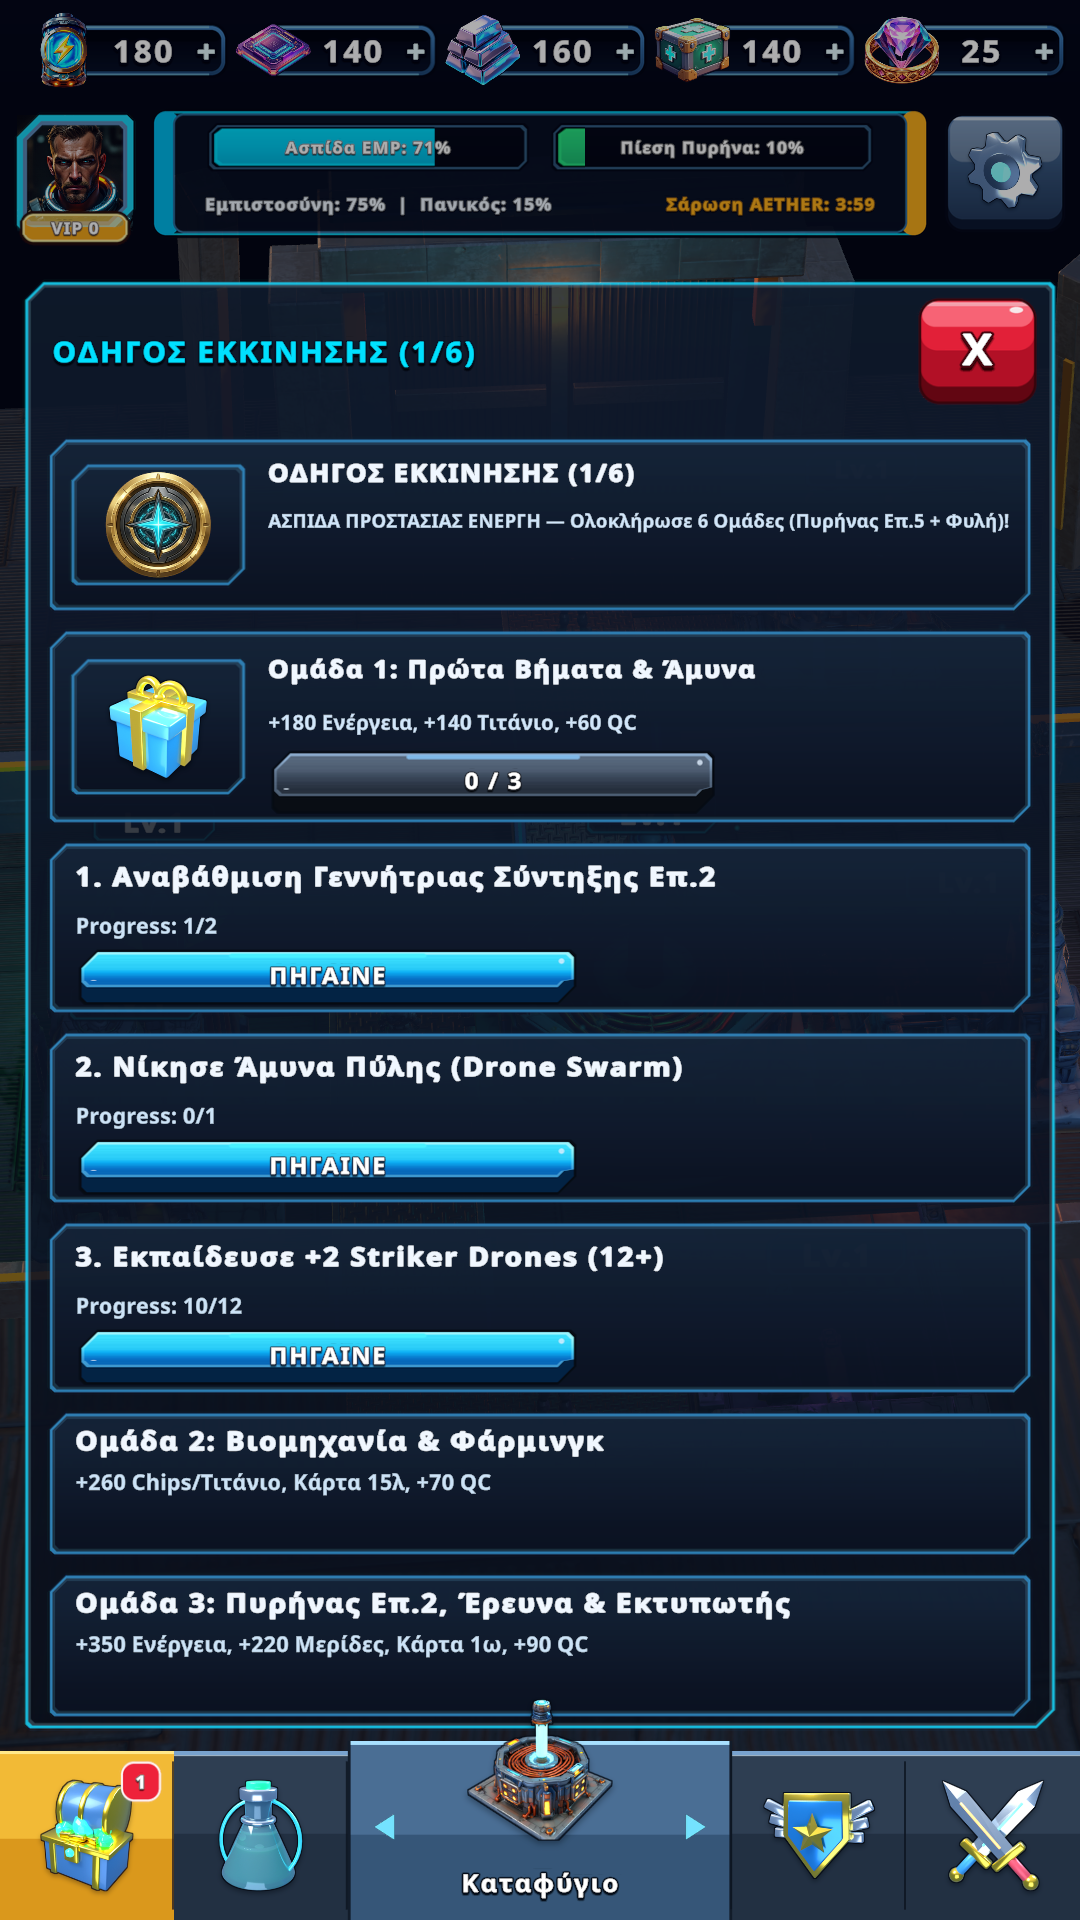 180 + 140 + 160 + 140 + 25 +
Ασπίδα EMP: 71% Πίεση Πυρήνα: 10%
Εμπιστοσύνη: 75% | Πανικός: 15% Σάρωση AETHER: 3:59
VIP 0
ΟΔΗΓΟΣ ΕΚΚΙΝΗΣΗΣ (1/6)
X
ΟΔΗΓΟΣ ΕΚΚΙΝΗΣΗΣ (1/6)
ΑΣΠΙΔΑ ΠΡΟΣΤΑΣΙΑΣ ΕΝΕΡΓΗ — Ολοκλήρωσε 6 Ομάδες (Πυρήνας Επ.5 + Φυλή)!
Ομάδα 1: Πρώτα Βήματα & Άμυνα
+180 Ενέργεια, +140 Τιτάνιο, +60 QC
0 / 3
Lv.1
1. Αναβάθμιση Γεννήτριας Σύντηξης Επ.2
Progress: 1/2
ΠΗΓΑΙΝΕ
2. Νίκησε Άμυνα Πύλης (Drone Swarm)
Progress: 0/1
ΠΗΓΑΙΝΕ
3. Εκπαίδευσε +2 Striker Drones (12+)
Progress: 10/12
ΠΗΓΑΙΝΕ
Ομάδα 2: Βιομηχανία & Φάρμινγκ
+260 Chips/Τιτάνιο, Κάρτα 15λ, +70 QC
Ομάδα 3: Πυρήνας Επ.2, Έρευνα & Εκτυπωτής
+350 Ενέργεια, +220 Μερίδες, Κάρτα 1ω, +90 QC
1
Καταφύγιο